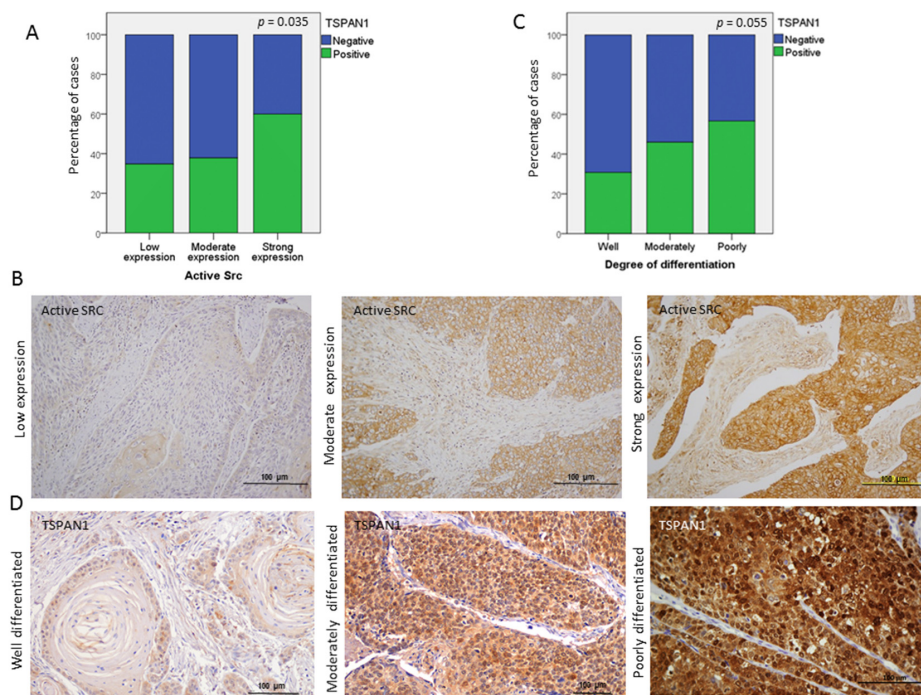 A
p = 0.035
TSPAN1
Negative
Positive
Percentage of cases
100
80
60
40
20
0
Low expression
Moderate expression
Strong expression
Active Src
C
p = 0.055
TSPAN1
Negative
Positive
Percentage of cases
100
80
60
40
20
0
Well
Moderately
Poorly
Degree of differentiation
B
Low expression
Active SRC
100 µm
Moderate expression
Active SRC
100 µm
Strong expression
Active SRC
100 µm
D
Well differentiated
TSPAN1
100 µm
Moderately differentiated
TSPAN1
100 µm
Poorly differentiated
TSPAN1
100 µm